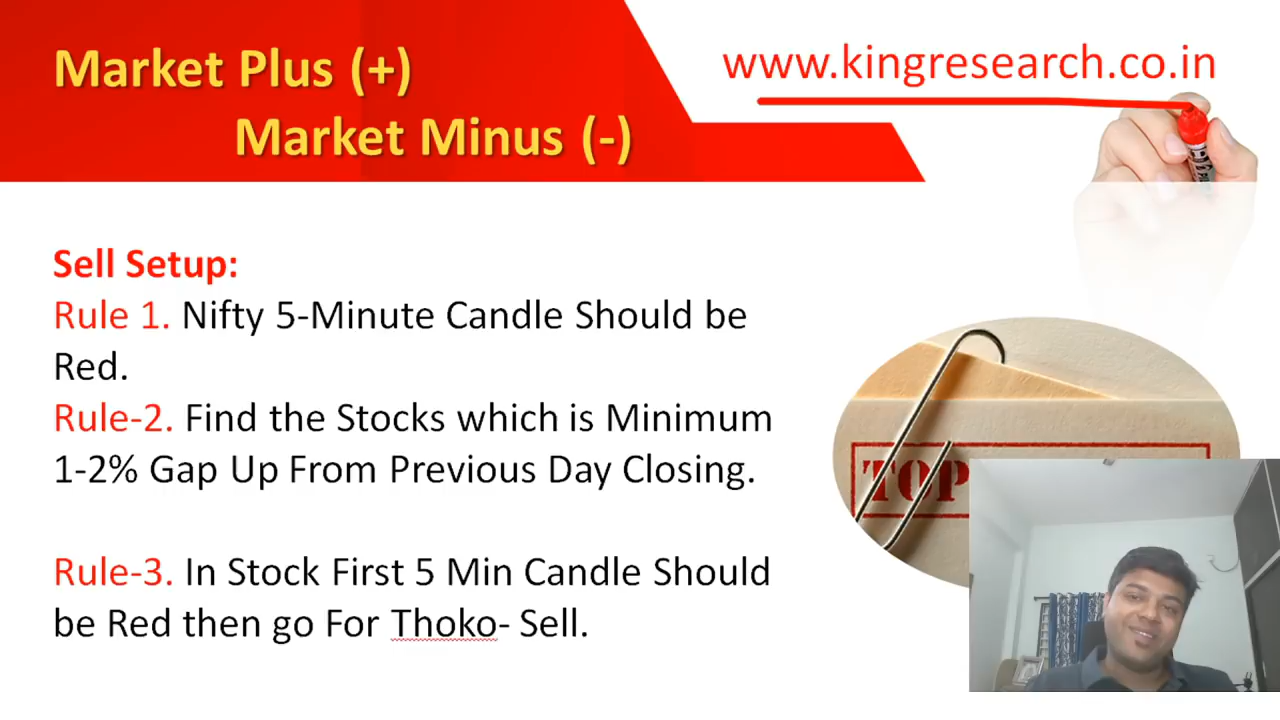 Market Plus (+)
Market Minus (-)
www.kingresearch.co.in
Sell Setup:
Rule 1. Nifty 5-Minute Candle Should be
Red.
Rule-2. Find the Stocks which is Minimum
1-2% Gap Up From Previous Day Closing.
Rule-3. In Stock First 5 Min Candle Should
be Red then go For Thoko- Sell.
TOP